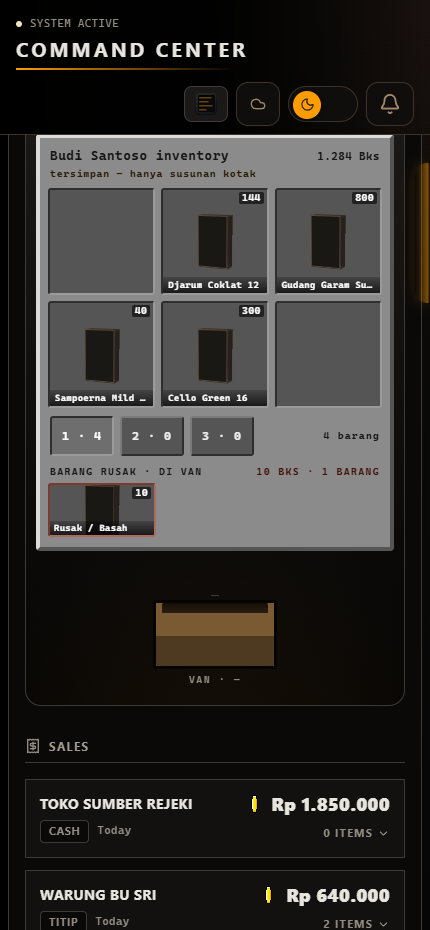 SYSTEM ACTIVE
COMMAND CENTER
Budi Santoso inventory
1.284 Bks
tersimpan — hanya susunan kotak
144
800
Djarum Coklat 12
Gudang Garam Su…
40
300
Sampoerna Mild …
Cello Green 16
1 · 4
2 · 0
3 · 0
4 barang
BARANG RUSAK · DI VAN
10 BKS · 1 BARANG
10
Rusak / Basah
—
VAN · —
SALES
TOKO SUMBER REJEKI
Rp 1.850.000
CASH
Today
0 ITEMS
WARUNG BU SRI
Rp 640.000
TITIP
Today
2 ITEMS